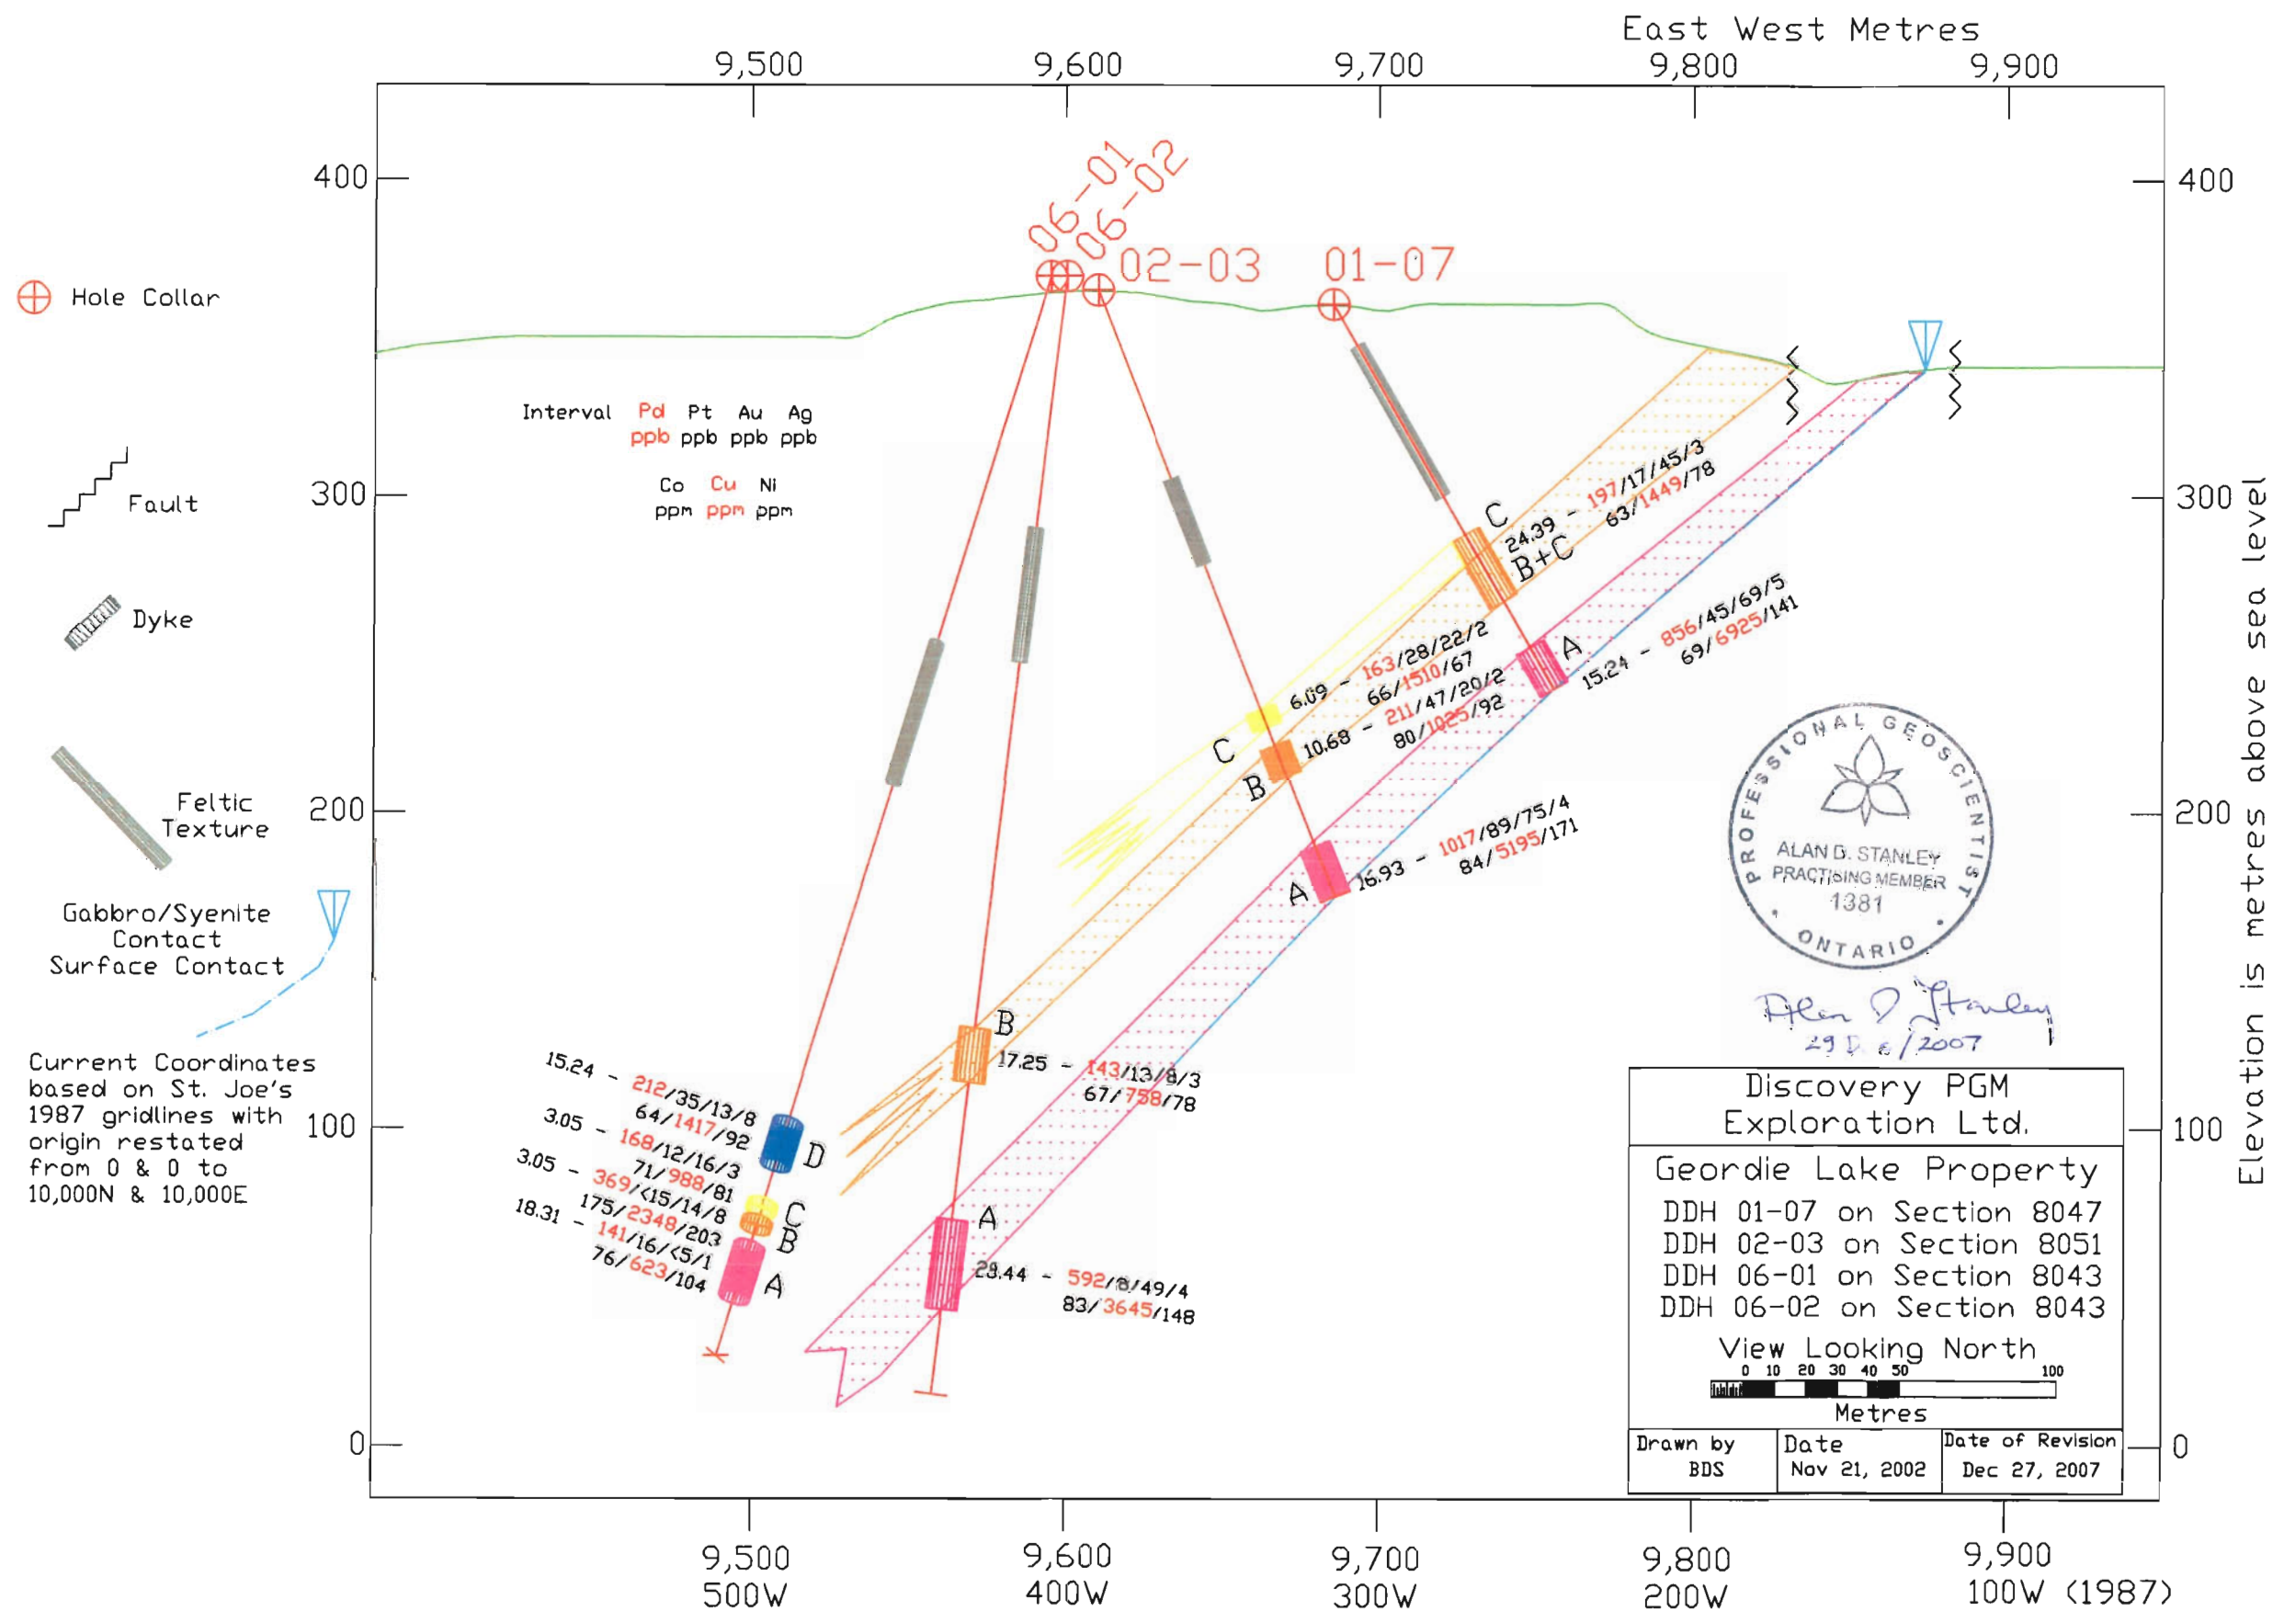 East West Metres
9,500 9,600 9,700 9,800 9,900
400
400
300
300
200
200
100
100
0
0
Elevation is metres above sea level
06-01
06-02
02-03
01-07
Hole Collar
Fault
Dyke
Feltic
Texture
Gabbro/Syenite
Contact
Surface Contact
Current Coordinates
based on St. Joe's
1987 gridlines with
origin restated
from 0 & 0 to
10,000N & 10,000E
Interval Pd Pt Au Ag
ppb ppb ppb ppb
Co Cu Ni
ppm ppm ppm
C
24.39 - 197/17/45/3
63/1449/78
B+C
A
15.24 - 856/45/69/5
69/6925/141
6.09 - 163/28/22/2
66/1510/67
C
10.68 - 211/47/20/2
80/1025/92
B
16.93 - 1017/89/75/4
84/5195/171
A
B
17.25 - 143/13/8/3
67/758/78
A
28.44 - 592/8/49/4
83/3645/148
15.24 - 212/35/13/8
64/1417/92
D
3.05 - 168/12/16/3
71/988/81
C
3.05 - 369/<15/14/8
175/2348/203
B
18.31 - 141/16/<5/1
76/623/104
A
PROFESSIONAL GEOSCIENTIST
ALAN D. STANLEY
PRACTISING MEMBER
1381
ONTARIO
Alan D Stanley
29 /2007
Discovery PGM
Exploration Ltd.
Geordie Lake Property
DDH 01-07 on Section 8047
DDH 02-03 on Section 8051
DDH 06-01 on Section 8043
DDH 06-02 on Section 8043
View Looking North
0 10 20 30 40 50 100
Metres
Drawn by
BDS
Date
Nov 21, 2002
Date of Revision
Dec 27, 2007
9,500 9,600 9,700 9,800 9,900
500W 400W 300W 200W 100W (1987)